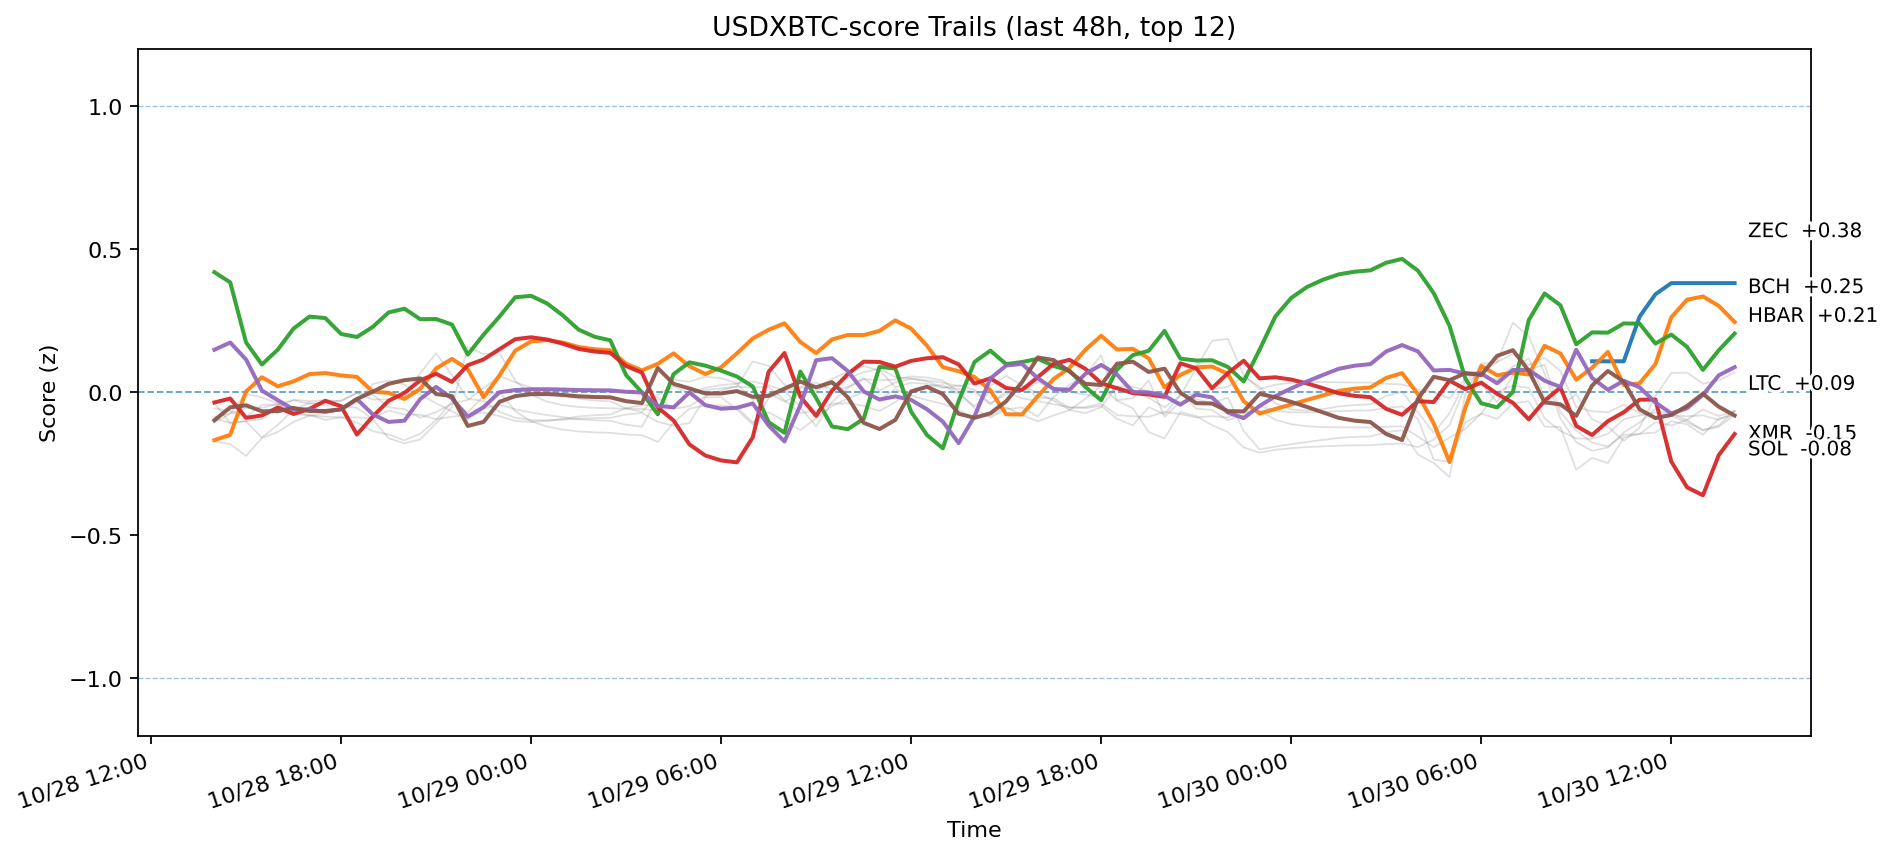 USDXBTC-score Trails (last 48h, top 12)
Score (z)
1.0
0.5
0.0
−0.5
−1.0
ZEC +0.38
BCH +0.25
HBAR +0.21
LTC +0.09
XMR -0.15
SOL -0.08
10/28 12:00
10/28 18:00
10/29 00:00
10/29 06:00
10/29 12:00
10/29 18:00
10/30 00:00
10/30 06:00
10/30 12:00
Time